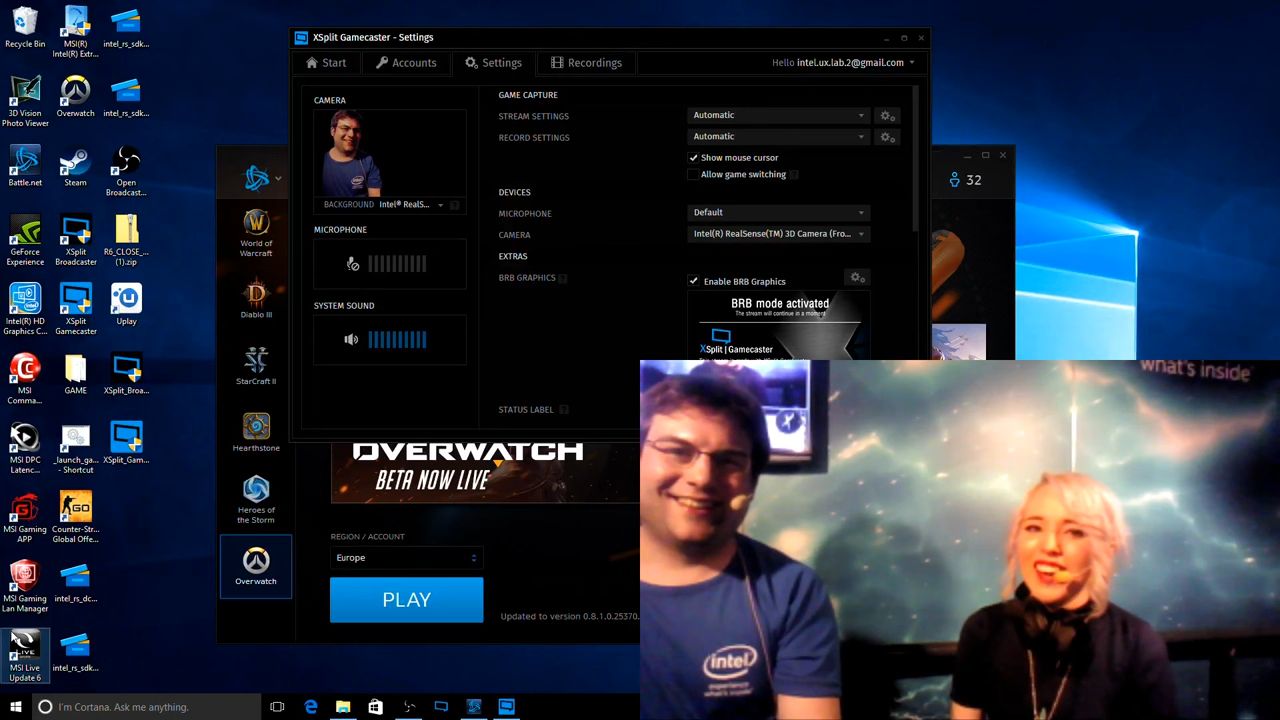 Recycle Bin
MSI(R)
Intel(R) Extr...
intel_rs_sdk...
3D Vision
Photo Viewer
Overwatch
intel_rs_sdk...
Battle.net
Steam
Open
Broadcast...
GeForce
Experience
XSplit
Broadcaster
R6_CLOSE_...
(1).zip
Intel(R) HD
Graphics C...
XSplit
Gamecaster
Uplay
MSI
Comma...
GAME
XSplit_Broa...
MSI DPC
Latenc...
_launch_ga...
- Shortcut
XSplit_Gam...
MSI Gaming
APP
Counter-Str...
Global Offe...
MSI Gaming
Lan Manager
intel_rs_dc...
LIVE
MSI Live
Update 6
intel_rs_sdk...
XSplit Gamecaster - Settings
Start
Accounts
Settings
Recordings
Hello intel.ux.lab.2@gmail.com
CAMERA
BACKGROUND Intel® RealS...
MICROPHONE
SYSTEM SOUND
GAME CAPTURE
STREAM SETTINGS Automatic
RECORD SETTINGS Automatic
Show mouse cursor
Allow game switching
DEVICES
MICROPHONE Default
CAMERA Intel(R) RealSense(TM) 3D Camera (Fro...
EXTRAS
BRB GRAPHICS Enable BRB Graphics
BRB mode activated
The stream will continue in a moment
XSplit | Gamecaster
STATUS LABEL
32
World of
Warcraft
Diablo III
StarCraft II
Hearthstone
Heroes of
the Storm
Overwatch
OVERWATCH
BETA NOW LIVE
REGION / ACCOUNT
Europe
PLAY
Updated to version 0.8.1.0.25370.
what's inside
intel
experience
what's inside
I'm Cortana. Ask me anything.